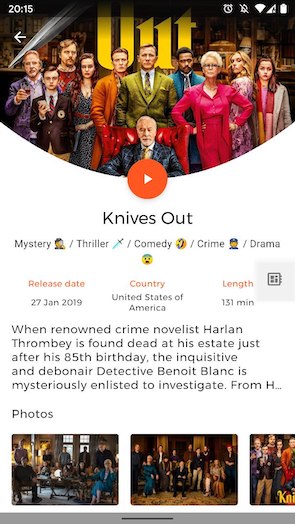 20:15
Out
Knives Out
Mystery 🕵️ / Thriller 🗡️ / Comedy 🤣 / Crime 👮 / Drama
😰
Release date Country Length
27 Jan 2019 United States of America 131 min
When renowned crime novelist Harlan
Thrombey is found dead at his estate just
after his 85th birthday, the inquisitive
and debonair Detective Benoit Blanc is
mysteriously enlisted to investigate. From H...
Photos
Kni